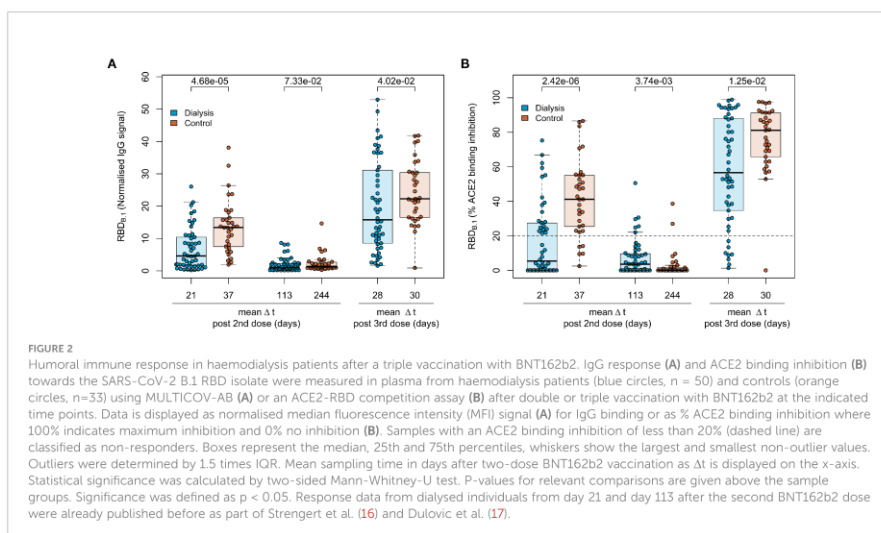 A
B
4.68e-05 7.33e-02 4.02e-02
2.42e-06 3.74e-03 1.25e-02
Dialysis
Control
Dialysis
Control
RBD_B.1 (Normalised IgG signal)
RBD_B.1 (% ACE2 binding inhibition)
60
50
40
30
20
10
0
100
80
60
40
20
0
21 37 113 244 28 30
21 37 113 244 28 30
mean Δ t
post 2nd dose (days)
mean Δ t
post 3rd dose (days)
mean Δ t
post 2nd dose (days)
mean Δ t
post 3rd dose (days)
FIGURE 2
Humoral immune response in haemodialysis patients after a triple vaccination with BNT162b2. IgG response (A) and ACE2 binding inhibition (B)
towards the SARS-CoV-2 B.1 RBD isolate were measured in plasma from haemodialysis patients (blue circles, n = 50) and controls (orange
circles, n=33) using MULTICOV-AB (A) or an ACE2-RBD competition assay (B) after double or triple vaccination with BNT162b2 at the indicated
time points. Data is displayed as normalised median fluorescence intensity (MFI) signal (A) for IgG binding or as % ACE2 binding inhibition where
100% indicates maximum inhibition and 0% no inhibition (B). Samples with an ACE2 binding inhibition of less than 20% (dashed line) are
classified as non-responders. Boxes represent the median, 25th and 75th percentiles, whiskers show the largest and smallest non-outlier values.
Outliers were determined by 1.5 times IQR. Mean sampling time in days after two-dose BNT162b2 vaccination as Δt is displayed on the x-axis.
Statistical significance was calculated by two-sided Mann-Whitney-U test. P-values for relevant comparisons are given above the sample
groups. Significance was defined as p < 0.05. Response data from dialysed individuals from day 21 and day 113 after the second BNT162b2 dose
were already published before as part of Strengert et al. (16) and Dulovic et al. (17).